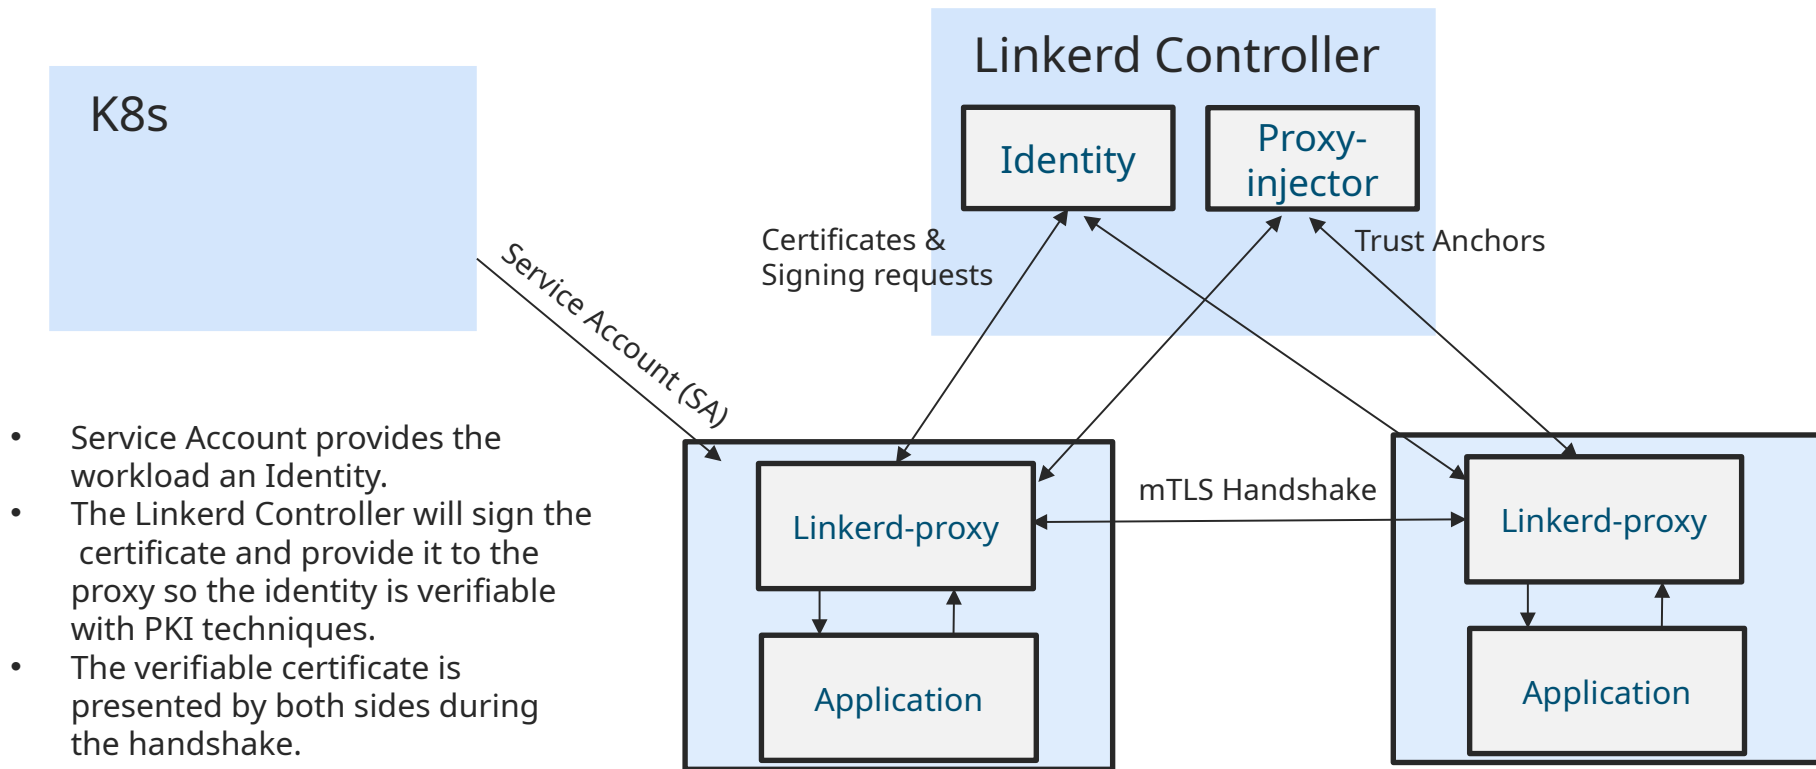 Linkerd Controller
K8s
Identity
Proxy-
injector
Certificates &
Signing requests
Trust Anchors
Service Account (SA)
• Service Account provides the
workload an Identity.
• The Linkerd Controller will sign the
certificate and provide it to the
proxy so the identity is verifiable
with PKI techniques.
• The verifiable certificate is
presented by both sides during
the handshake.
mTLS Handshake
Linkerd-proxy
Linkerd-proxy
Application
Application